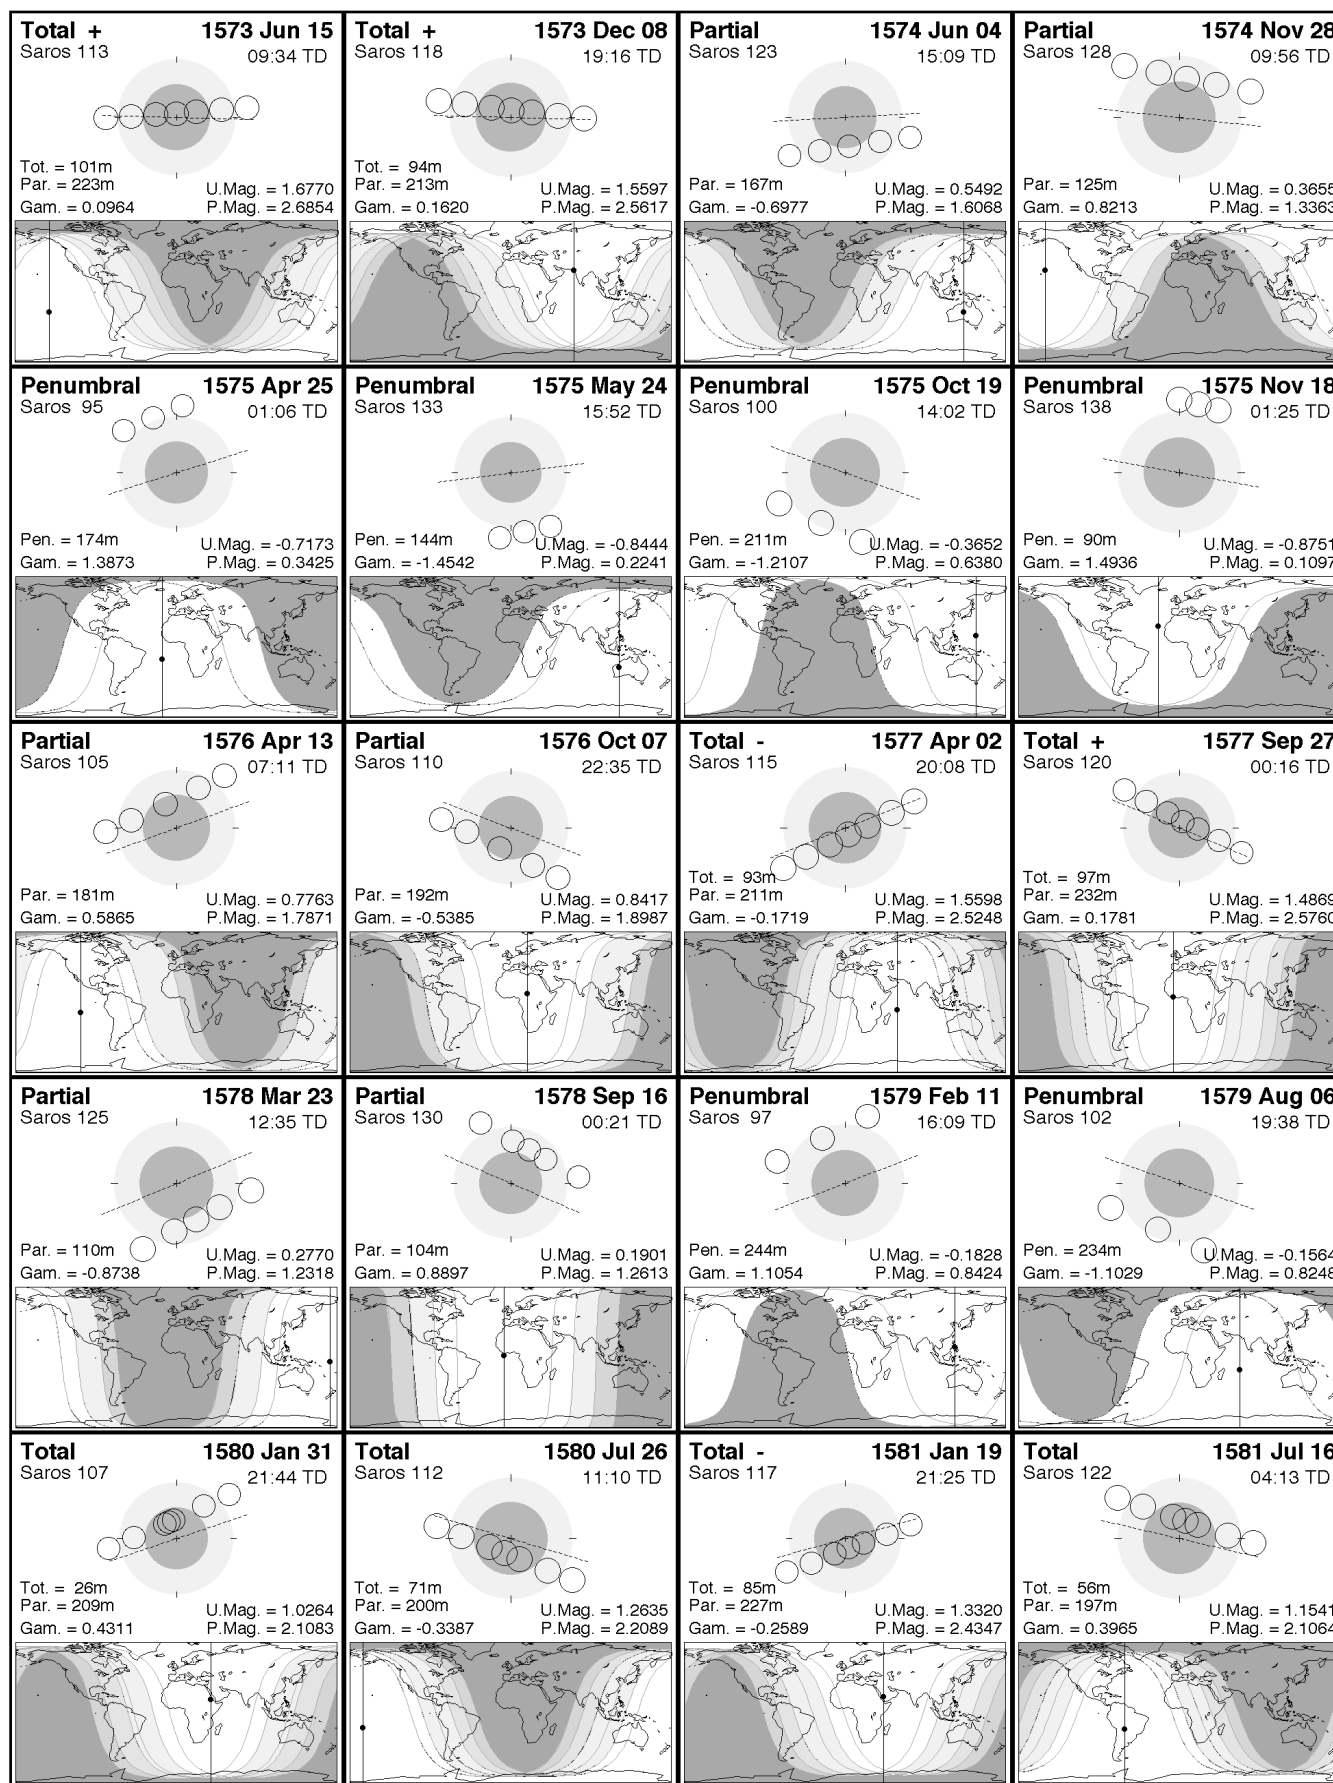 Total + 1573 Jun 15
Saros 113 09:34 TD
Tot. = 101m
Par. = 223m U.Mag. = 1.6770
Gam. = 0.0964 P.Mag. = 2.6854
Total + 1573 Dec 08
Saros 118 19:16 TD
Tot. = 94m
Par. = 213m U.Mag. = 1.5597
Gam. = 0.1620 P.Mag. = 2.5617
Partial 1574 Jun 04
Saros 123 15:09 TD
Par. = 167m U.Mag. = 0.5492
Gam. = -0.6977 P.Mag. = 1.6068
Partial 1574 Nov 28
Saros 128 09:56 TD
Par. = 125m U.Mag. = 0.3655
Gam. = 0.8213 P.Mag. = 1.3363
Penumbral 1575 Apr 25
Saros 95 01:06 TD
Pen. = 174m U.Mag. = -0.7173
Gam. = 1.3873 P.Mag. = 0.3425
Penumbral 1575 May 24
Saros 133 15:52 TD
Pen. = 144m U.Mag. = -0.8444
Gam. = -1.4542 P.Mag. = 0.2241
Penumbral 1575 Oct 19
Saros 100 14:02 TD
Pen. = 211m U.Mag. = -0.3652
Gam. = -1.2107 P.Mag. = 0.6380
Penumbral 1575 Nov 18
Saros 138 01:25 TD
Pen. = 90m U.Mag. = -0.8751
Gam. = 1.4936 P.Mag. = 0.1097
Partial 1576 Apr 13
Saros 105 07:11 TD
Par. = 181m U.Mag. = 0.7763
Gam. = 0.5865 P.Mag. = 1.7871
Partial 1576 Oct 07
Saros 110 22:35 TD
Par. = 192m U.Mag. = 0.8417
Gam. = -0.5385 P.Mag. = 1.8987
Total - 1577 Apr 02
Saros 115 20:08 TD
Tot. = 93m
Par. = 211m U.Mag. = 1.5598
Gam. = -0.1719 P.Mag. = 2.5248
Total + 1577 Sep 27
Saros 120 00:16 TD
Tot. = 97m
Par. = 232m U.Mag. = 1.4869
Gam. = 0.1781 P.Mag. = 2.5760
Partial 1578 Mar 23
Saros 125 12:35 TD
Par. = 110m U.Mag. = 0.2770
Gam. = -0.8738 P.Mag. = 1.2318
Partial 1578 Sep 16
Saros 130 00:21 TD
Par. = 104m U.Mag. = 0.1901
Gam. = 0.8897 P.Mag. = 1.2613
Penumbral 1579 Feb 11
Saros 97 16:09 TD
Pen. = 244m U.Mag. = -0.1828
Gam. = 1.1054 P.Mag. = 0.8424
Penumbral 1579 Aug 06
Saros 102 19:38 TD
Pen. = 234m U.Mag. = -0.1564
Gam. = -1.1029 P.Mag. = 0.8248
Total 1580 Jan 31
Saros 107 21:44 TD
Tot. = 26m
Par. = 209m U.Mag. = 1.0264
Gam. = 0.4311 P.Mag. = 2.1083
Total 1580 Jul 26
Saros 112 11:10 TD
Tot. = 71m
Par. = 200m U.Mag. = 1.2635
Gam. = -0.3387 P.Mag. = 2.2089
Total - 1581 Jan 19
Saros 117 21:25 TD
Tot. = 85m
Par. = 227m U.Mag. = 1.3320
Gam. = -0.2589 P.Mag. = 2.4347
Total 1581 Jul 16
Saros 122 04:13 TD
Tot. = 56m
Par. = 197m U.Mag. = 1.1541
Gam. = 0.3965 P.Mag. = 2.1064